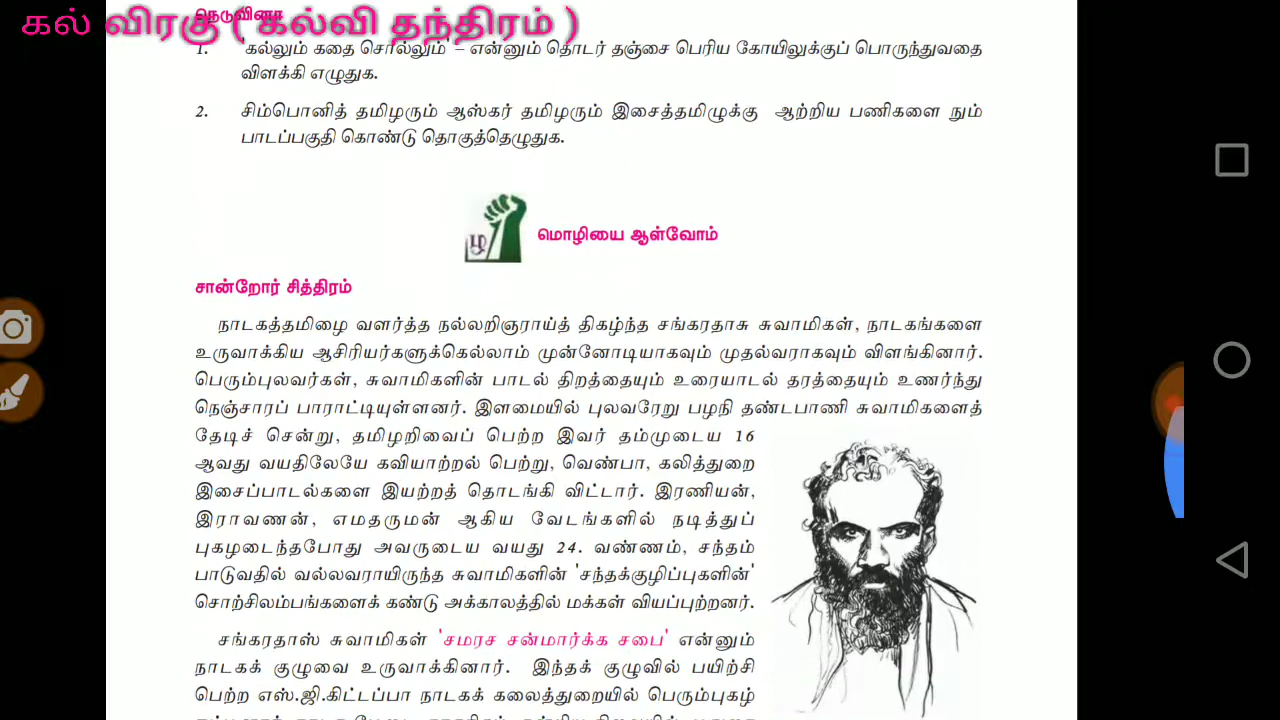 கல் விரகு ( கல்வி தந்திரம் )
நெடுவினா
1. 'கல்லும் கதை சொல்லும்' – என்னும் தொடர் தஞ்சை பெரிய கோயிலுக்குப் பொருந்துவதை
விளக்கி எழுதுக.
2. சிம்பொனித் தமிழரும் ஆஸ்கர் தமிழரும் இசைத்தமிழுக்கு ஆற்றிய பணிகளை நும்
பாடப்பகுதி கொண்டு தொகுத்தெழுதுக.
ழ
மொழியை ஆள்வோம்
சான்றோர் சித்திரம்
நாடகத்தமிழை வளர்த்த நல்லறிஞராய்த் திகழ்ந்த சங்கரதாசு சுவாமிகள், நாடகங்களை
உருவாக்கிய ஆசிரியர்களுக்கெல்லாம் முன்னோடியாகவும் முதல்வராகவும் விளங்கினார்.
பெரும்புலவர்கள், சுவாமிகளின் பாடல் திறத்தையும் உரையாடல் தரத்தையும் உணர்ந்து
நெஞ்சாரப் பாராட்டியுள்ளனர். இளமையில் புலவரேறு பழநி தண்டபாணி சுவாமிகளைத்
தேடிச் சென்று, தமிழறிவைப் பெற்ற இவர் தம்முடைய 16
ஆவது வயதிலேயே கவியாற்றல் பெற்று, வெண்பா, கலித்துறை
இசைப்பாடல்களை இயற்றத் தொடங்கி விட்டார். இரணியன்,
இராவணன், எமதருமன் ஆகிய வேடங்களில் நடித்துப்
புகழடைந்தபோது அவருடைய வயது 24. வண்ணம், சந்தம்
பாடுவதில் வல்லவராயிருந்த சுவாமிகளின் 'சந்தக்குழிப்புகளின்'
சொற்சிலம்பங்களைக் கண்டு அக்காலத்தில் மக்கள் வியப்புற்றனர்.
சங்கரதாஸ் சுவாமிகள் 'சமரச சன்மார்க்க சபை' என்னும்
நாடகக் குழுவை உருவாக்கினார். இந்தக் குழுவில் பயிற்சி
பெற்ற எஸ்.ஜி.கிட்டப்பா நாடகக் கலைத்துறையில் பெரும்புகழ்